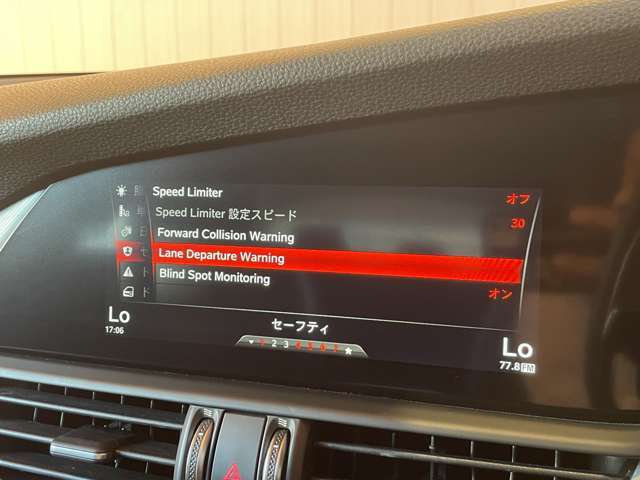 Speed Limiter オフ
Speed Limiter 設定スピード 30
Forward Collision Warning
Lane Departure Warning
Blind Spot Monitoring オン
セーフティ
Lo
17:06
Lo
77.8 FM